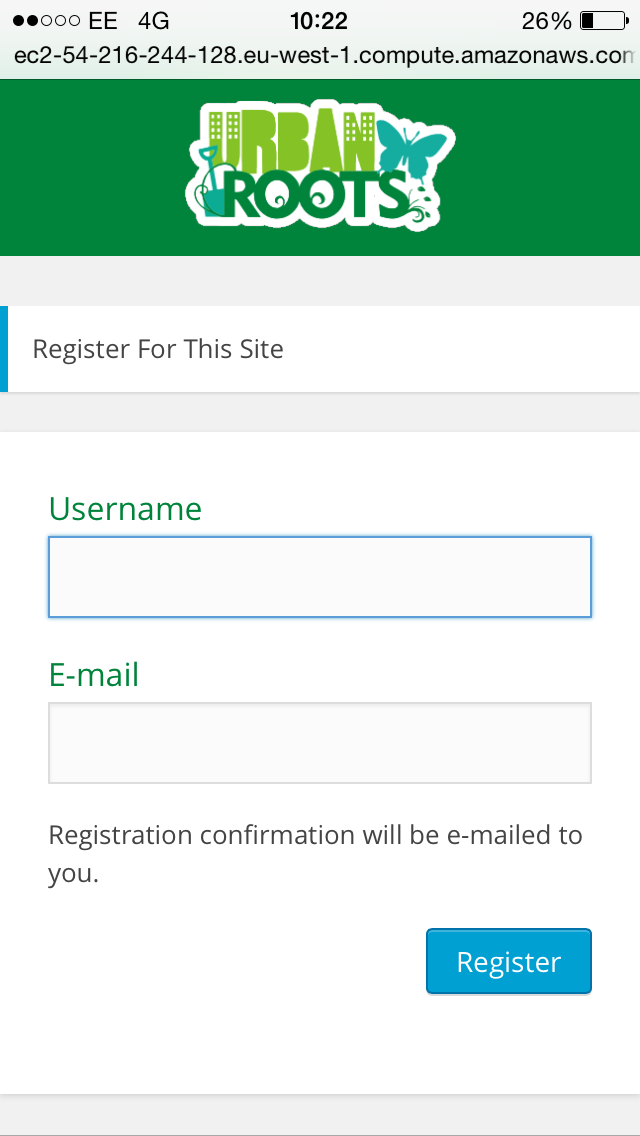 EE 4G 10:22 26%
ec2-54-216-244-128.eu-west-1.compute.amazonaws.com
URBAN
ROOTS
Register For This Site
Username
E-mail
Registration confirmation will be e-mailed to
you.
Register